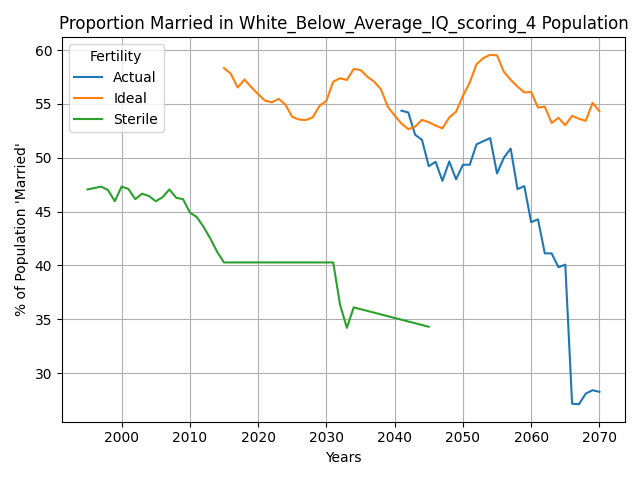 Proportion Married in White_Below_Average_IQ_scoring_4 Population
Fertility
Actual
Ideal
Sterile
% of Population 'Married'
60
55
50
45
40
35
30
2000 2010 2020 2030 2040 2050 2060 2070
Years